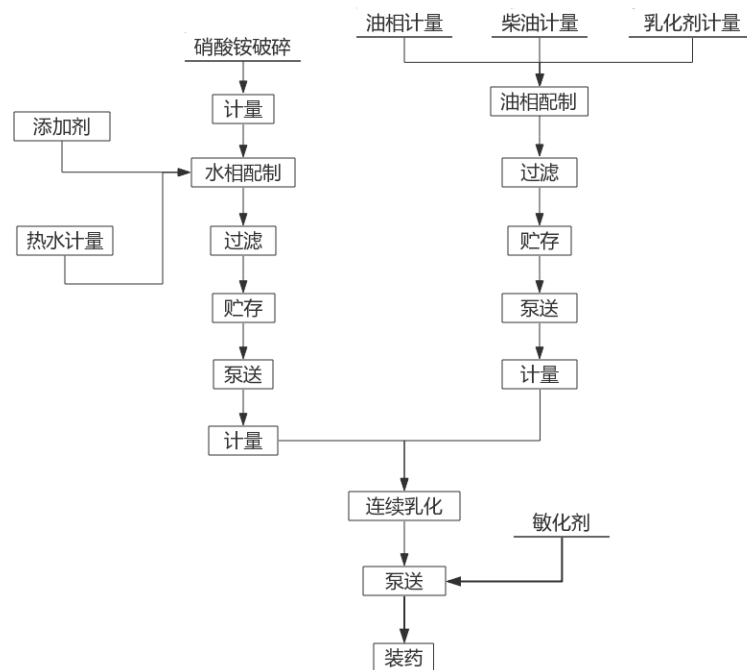 油相计量
柴油计量
乳化剂计量
硝酸铵破碎
计量
油相配制
添加剂
水相配制
过滤
热水计量
过滤
贮存
贮存
泵送
泵送
计量
计量
连续乳化
敏化剂
泵送
装药